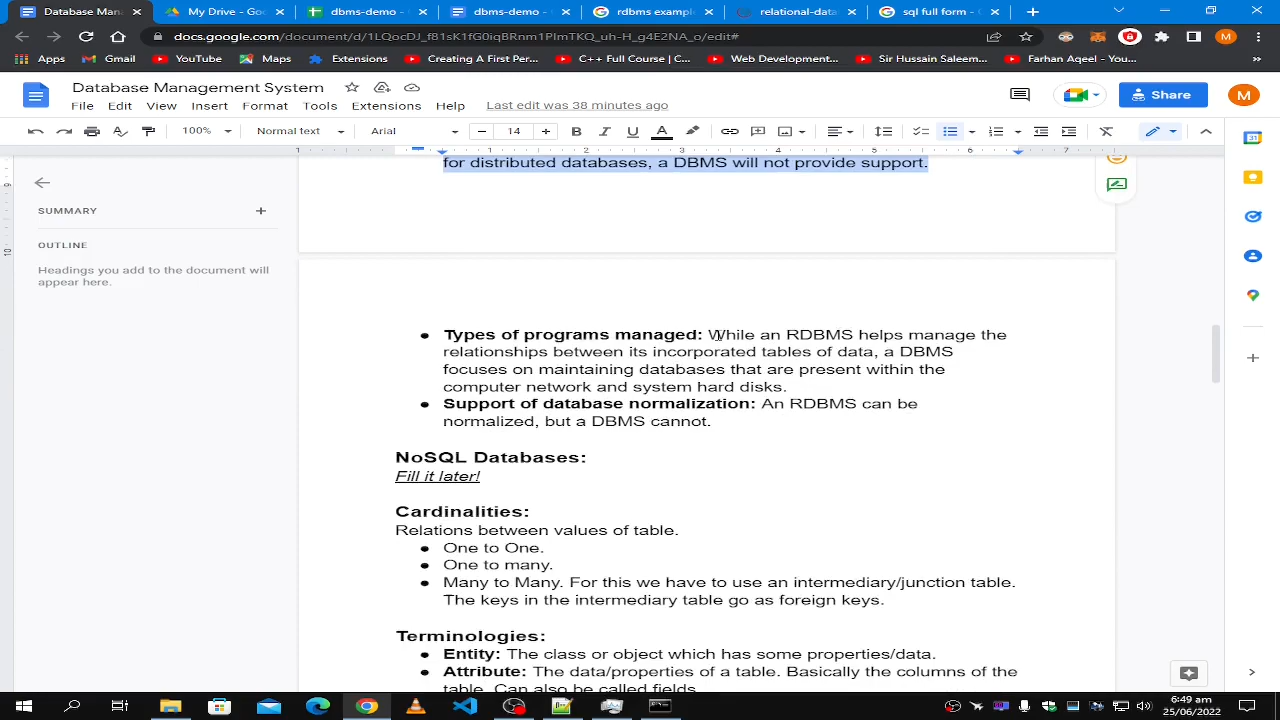 Database Man
My Drive - Goo
dbms-demo -
dbms-demo -
rdbms example
relational-data
sql full form -
docs.google.com/document/d/1LQocDJ_f81sK1fG0iqBRnm1PlmTKQ_uh-H_g4E2NA_o/edit#
Apps
Gmail
YouTube
Maps
Extensions
Creating A First Per...
C++ Full Course | C...
Web Development...
Sir Hussain Saleem...
Farhan Aqeel - You...
Database Management System
File Edit View Insert Format Tools Extensions Help Last edit was 38 minutes ago
Share
M
100% Normal text Arial 14
for distributed databases, a DBMS will not provide support.
SUMMARY
OUTLINE
Headings you add to the document will
appear here.
Types of programs managed: While an RDBMS helps manage the
relationships between its incorporated tables of data, a DBMS
focuses on maintaining databases that are present within the
computer network and system hard disks.
Support of database normalization: An RDBMS can be
normalized, but a DBMS cannot.
NoSQL Databases:
Fill it later!
Cardinalities:
Relations between values of table.
One to One.
One to many.
Many to Many. For this we have to use an intermediary/junction table.
The keys in the intermediary table go as foreign keys.
Terminologies:
Entity: The class or object which has some properties/data.
Attribute: The data/properties of a table. Basically the columns of the
table. Can also be called fields.
6:49 am
25/06/2022